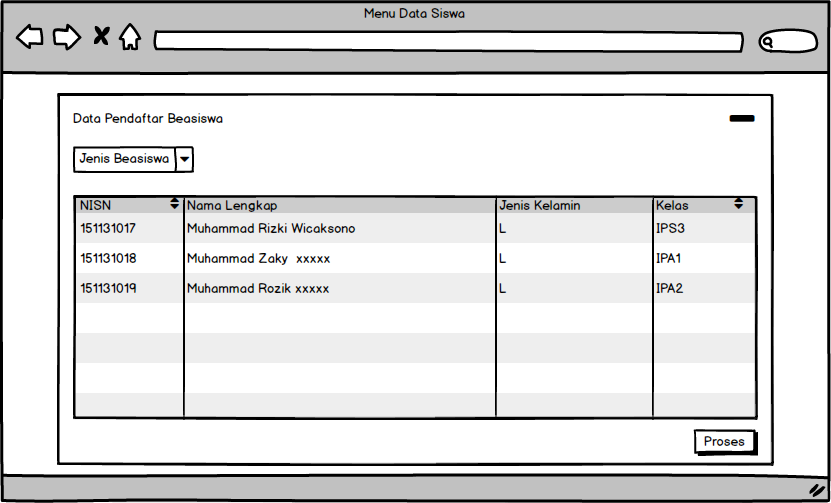 Menu Data Siswa
Data Pendaftar Beasiswa
Jenis Beasiswa
NISN Nama Lengkap Jenis Kelamin Kelas
151131017 Muhammad Rizki Wicaksono L IPS3
151131018 Muhammad Zaky xxxxx L IPA1
151131019 Muhammad Rozik xxxxx L IPA2
Proses